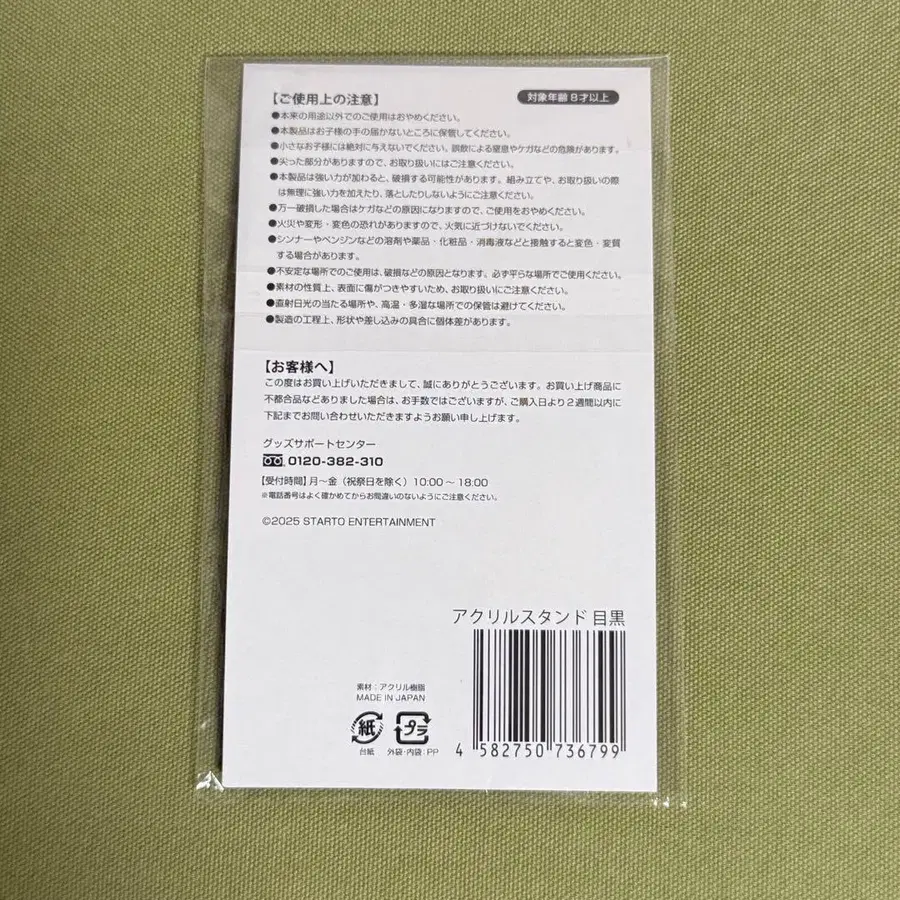 【ご使用上の注意】
対象年齢 8才以上
●本来の用途以外でのご使用はおやめください。
●本製品はお子様の手の届かないところに保管してください。
●小さなお子様には絶対に与えないでください。誤飲による窒息やケガなどの危険があります。
●尖った部分がありますので、お取り扱いにはご注意ください。
●本製品は強い力が加わると、破損する可能性があります。組み立てや、お取り扱いの際
は無理に強い力を加えたり、落としたりしないようにご注意ください。
●万一破損した場合はケガなどの原因になりますので、ご使用をおやめください。
●火災や変形・変色の恐れがありますので、火気に近づけないでください。
●シンナーやベンジンなどの溶剤や薬品・化粧品・消毒液などと接触すると変色・変質
する場合があります。
●不安定な場所でのご使用は、破損などの原因となります。必ず平らな場所でご使用ください。
●素材の性質上、表面に傷がつきやすいため、お取り扱いにご注意ください。
●直射日光の当たる場所や、高温・多湿な場所での保管は避けてください。
●製造の工程上、形状や差し込みの具合に個体差があります。
【お客様へ】
この度はお買い上げいただきまして、誠にありがとうございます。お買い上げ商品に
不都合品などありました場合は、お手数ではございますが、ご購入日より2週間以内に
下記までお問い合わせいただきますようお願い申し上げます。
グッズサポートセンター
0120-382-310
【受付時間】月～金（祝祭日を除く）10:00～18:00
※電話番号はよく確かめてからお間違いのないようにご注意ください。
©2025 STARTO ENTERTAINMENT
アクリルスタンド 目黒
素材：アクリル樹脂
MADE IN JAPAN
紙 プラ
台紙 外袋・内袋：PP
4 582750 736799